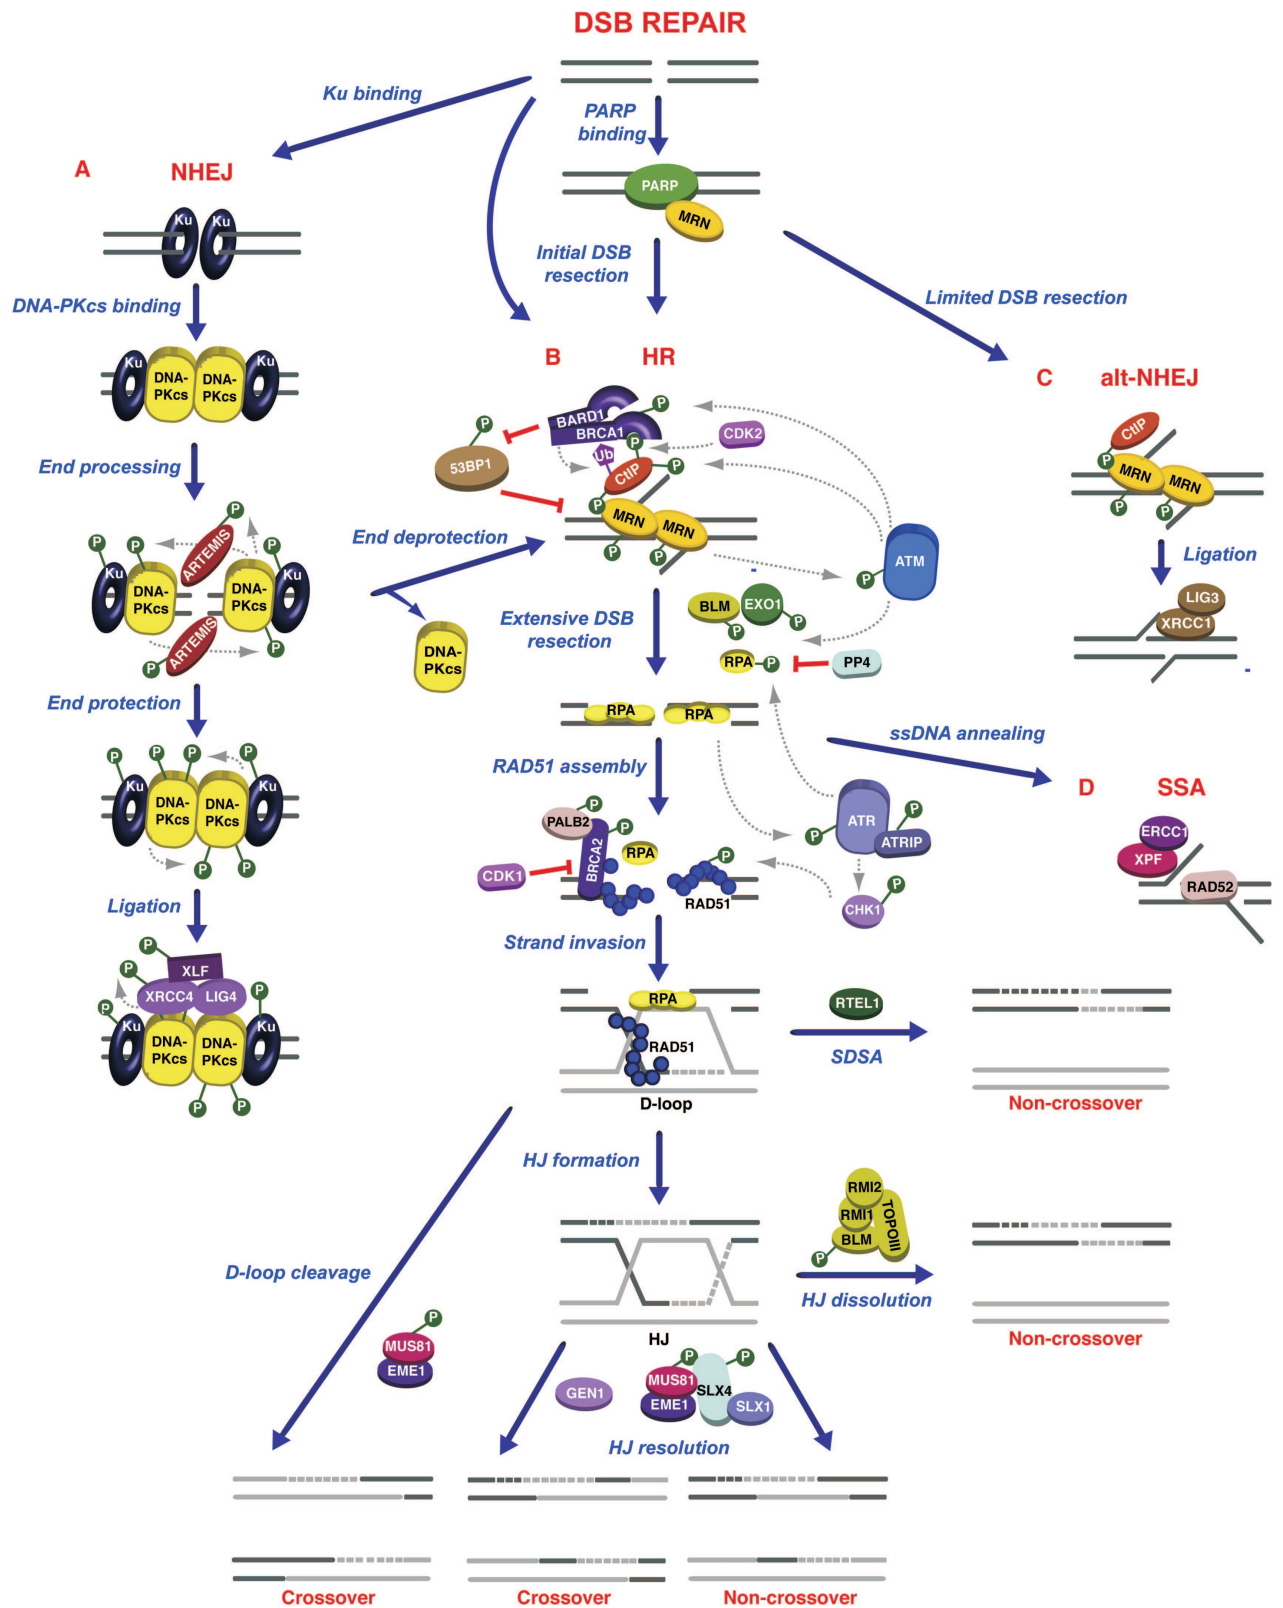 DSB REPAIR
Ku binding
PARP
binding
A
NHEJ
PARP
MRN
Ku
Ku
Initial DSB
resection
DNA-PKcs binding
Limited DSB resection
Ku
DNA-
PKcs
DNA-
PKcs
Ku
B
HR
C
alt-NHEJ
P
BARD1
BRCA1
P
CDK2
P
53BP1
Ub
CtIP
P
P
MRN
MRN
P
P
End processing
CtIP
P
MRN
MRN
P
P
End deprotection
P
ATM
Ligation
P
P
P
ARTEMIS
P
Ku
DNA-
PKcs
DNA-
PKcs
Ku
ARTEMIS
P
P
DNA-
PKcs
Extensive DSB
resection
BLM
P
EXO1
P
RPA
P
PP4
LIG3
XRCC1
End protection
RPA
RPA
ssDNA annealing
P
P
P
P
Ku
DNA-
PKcs
DNA-
PKcs
Ku
P
P
RAD51 assembly
D
SSA
PALB2
P
P
BRCA2
RPA
CDK1
P
RAD51
P
ATR
P
ATRIP
CHK1
P
ERCC1
XPF
RAD52
Ligation
Strand invasion
P
XLF
P
XRCC4
LIG4
P
P
Ku
DNA-
PKcs
DNA-
PKcs
Ku
P
P
RPA
RAD51
D-loop
RTEL1
SDSA
Non-crossover
HJ formation
RMI2
RMI1
TOPOIII
BLM
P
HJ dissolution
Non-crossover
D-loop cleavage
P
MUS81
EME1
HJ
GEN1
P
P
MUS81
EME1
SLX4
SLX1
HJ resolution
Crossover
Crossover
Non-crossover